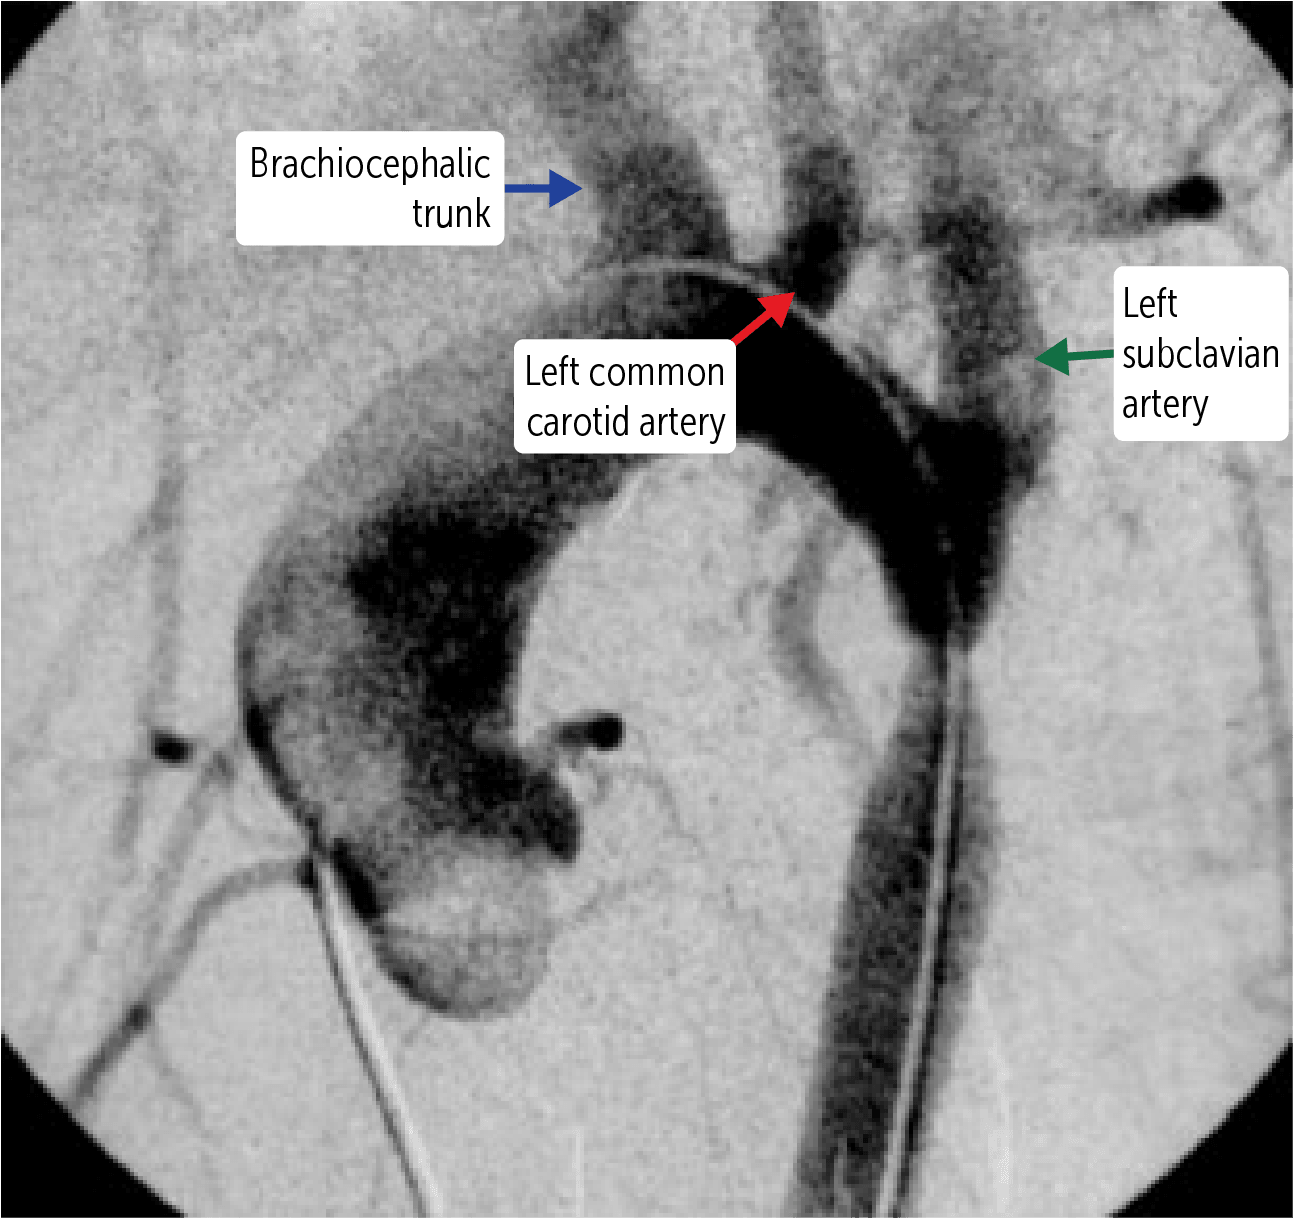 Brachiocephalic
trunk
Left common
carotid artery
Left
subclavian
artery